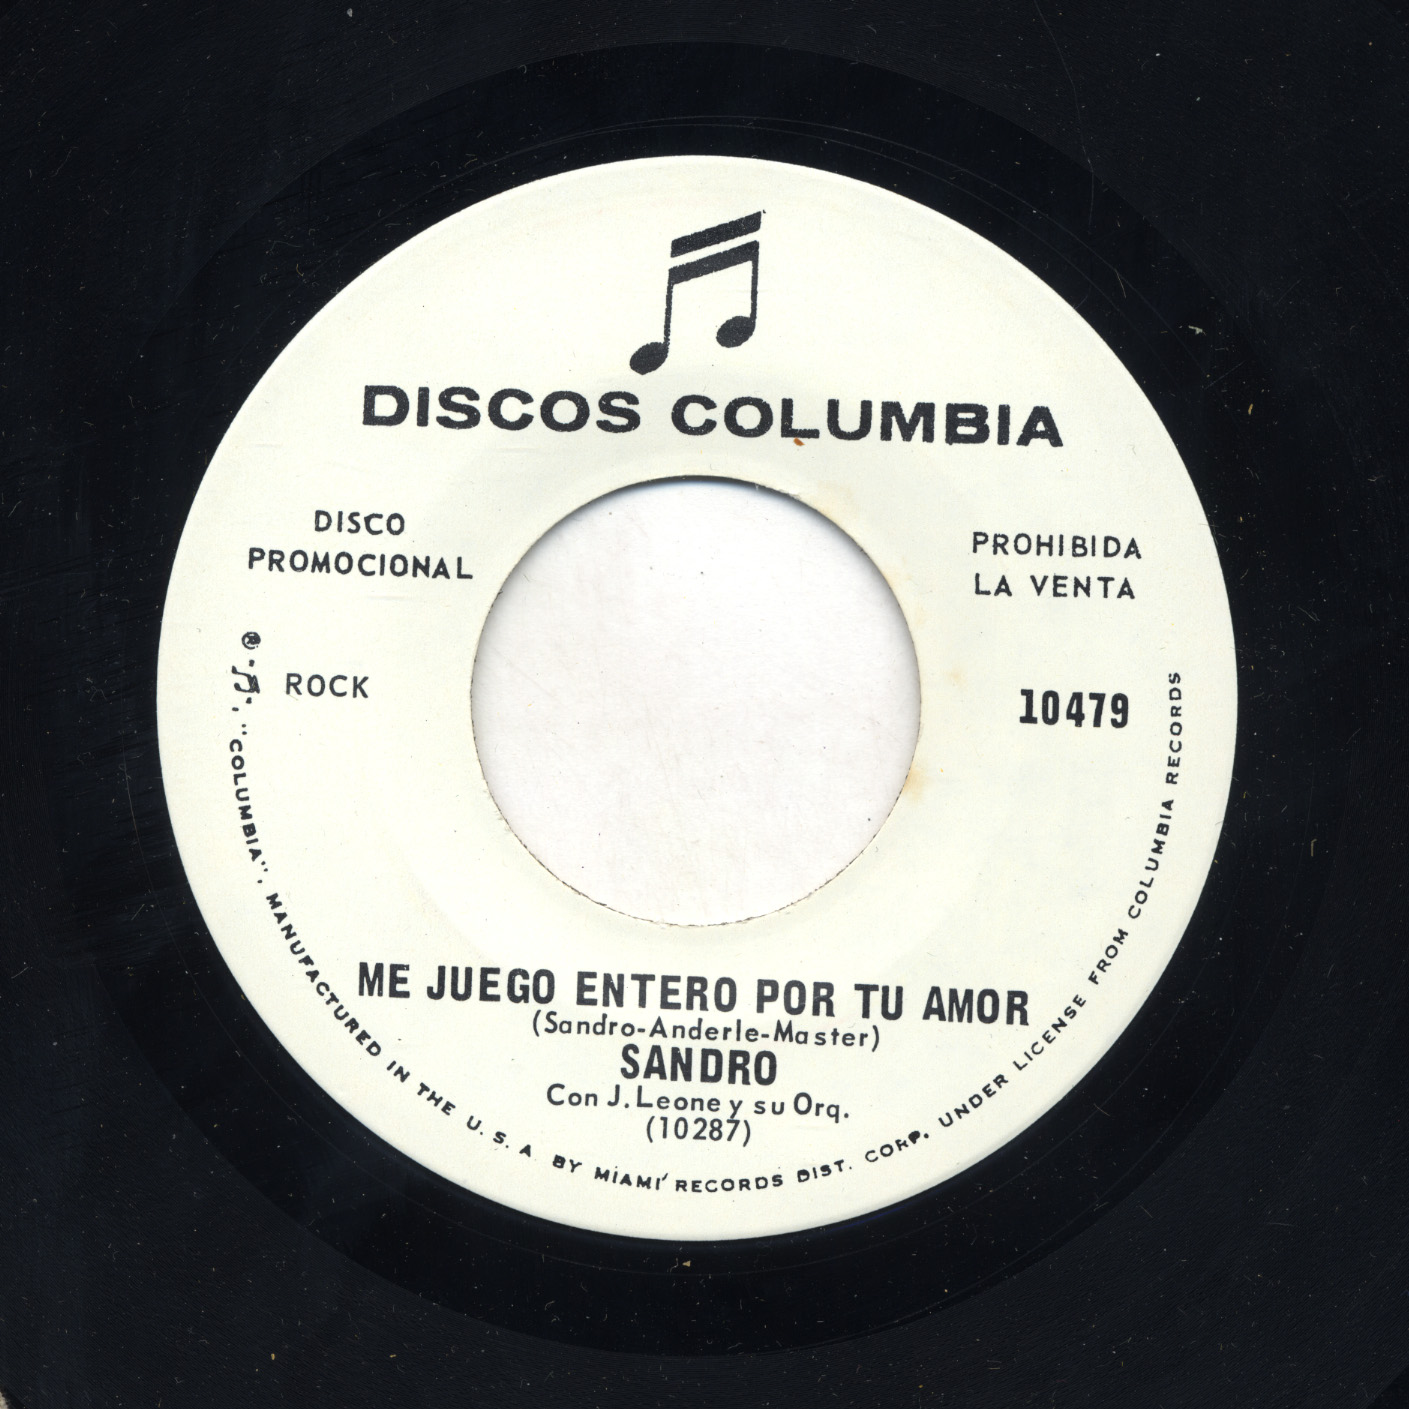 DISCOS COLUMBIA
DISCO
PROMOCIONAL
PROHIBIDA
LA VENTA
ROCK
10479
ME JUEGO ENTERO POR TU AMOR
(Sandro-Anderle-Master)
SANDRO
Con J. Leone y su Orq.
(10287)
® "♫", "COLUMBIA", MANUFACTURED IN THE U. S. A BY MIAMI RECORDS DIST. CORP. UNDER LICENSE FROM COLUMBIA RECORDS